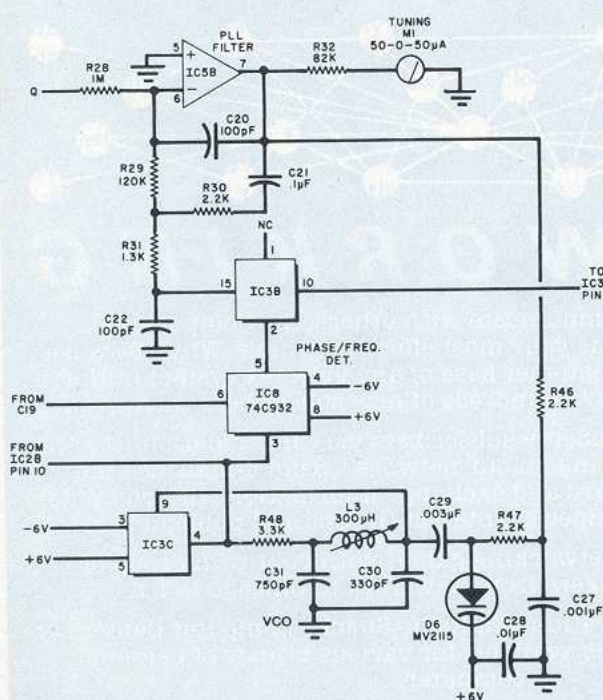 TUNING
M1
50-0-50µA
PLL
FILTER
R32
82K
5
+
IC5B
7
R28
1M
Q
6
−
C20
100pF
C21
.1µF
R29
120K
R30
2.2K
NC
1
R31
1.3K
15
IC3B
10
TO
IC3
PIN
2
C22
100pF
PHASE/FREQ.
DET.
5
4
-6V
FROM
C19
6
IC8
74C932
8
+6V
3
R46
2.2K
FROM
IC2B
PIN 10
9
L3
300µH
C29
.003µF
R47
2.2K
-6V
3
IC3C
4
R48
3.3K
+6V
5
C31
750pF
C30
330pF
C27
.001µF
VCO
D6
MV2115
C28
.01µF
+6V